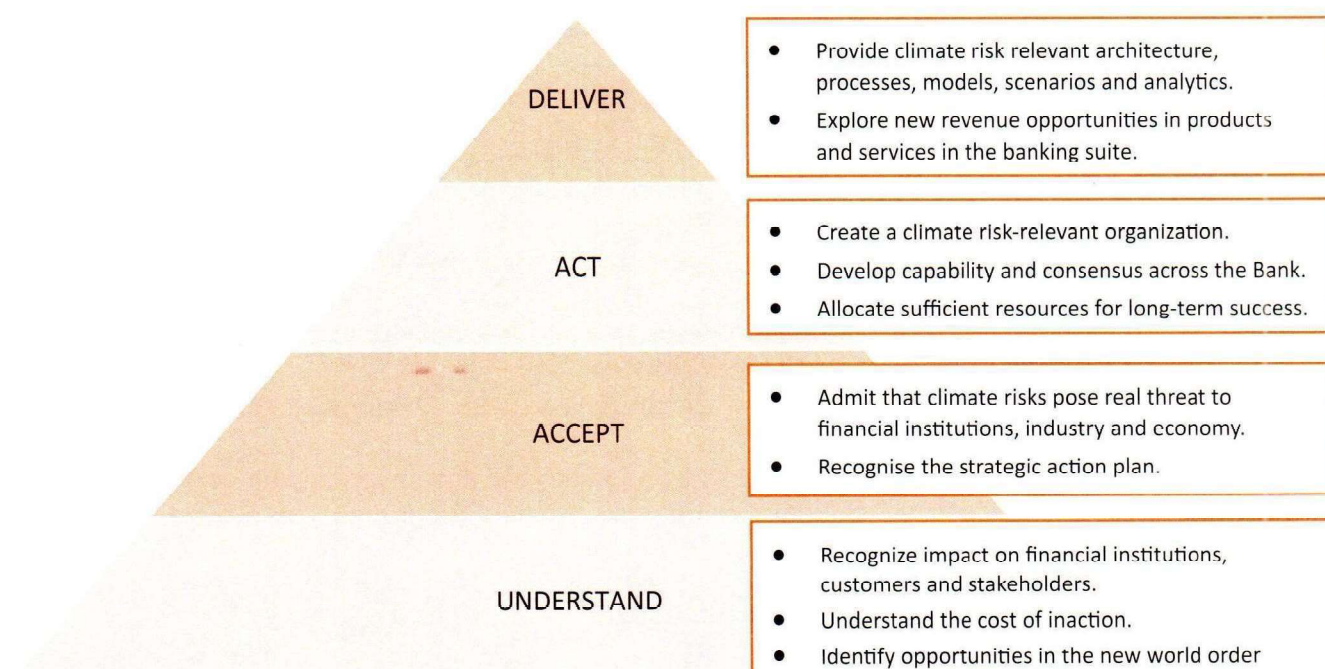 DELIVER
• Provide climate risk relevant architecture,
processes, models, scenarios and analytics.
• Explore new revenue opportunities in products
and services in the banking suite.
ACT
• Create a climate risk-relevant organization.
• Develop capability and consensus across the Bank.
• Allocate sufficient resources for long-term success.
ACCEPT
• Admit that climate risks pose real threat to
financial institutions, industry and economy.
• Recognise the strategic action plan.
UNDERSTAND
• Recognize impact on financial institutions,
customers and stakeholders.
• Understand the cost of inaction.
• Identify opportunities in the new world order